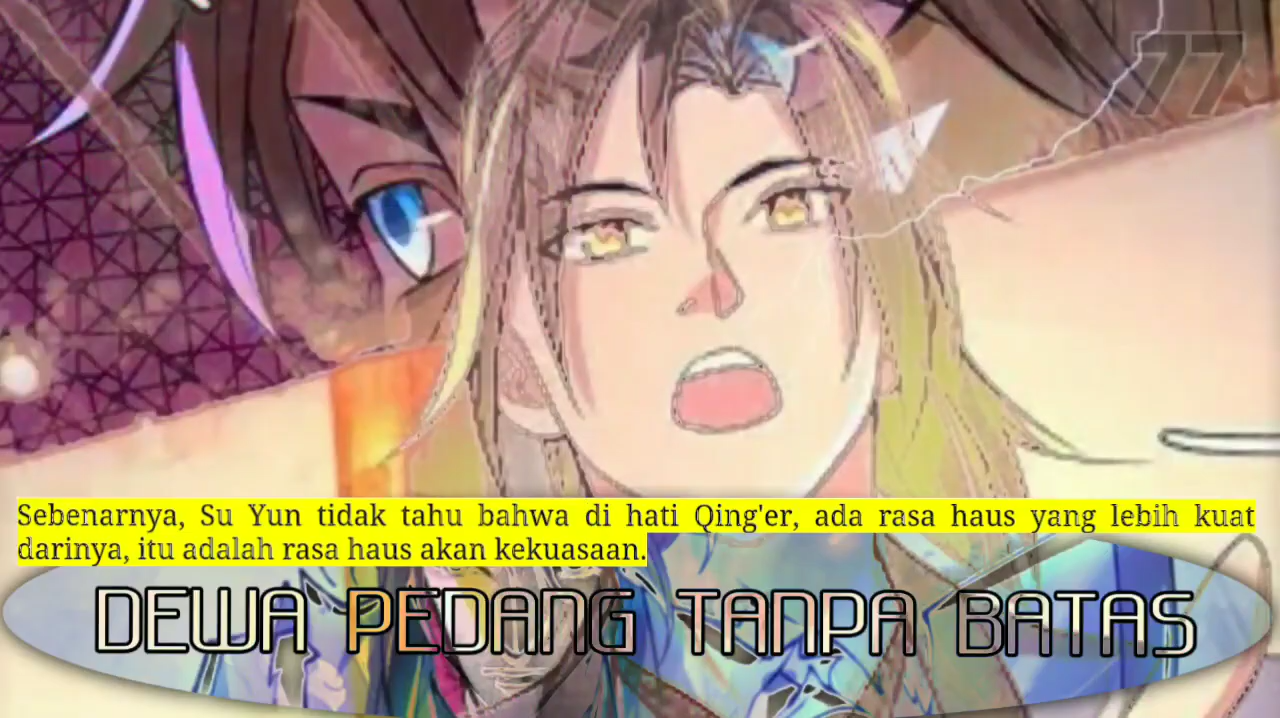 77
Sebenarnya, Su Yun tidak tahu bahwa di hati Qing'er, ada rasa haus yang lebih kuat
darinya, itu adalah rasa haus akan kekuasaan.
DEWA PEDANG TANPA BATAS